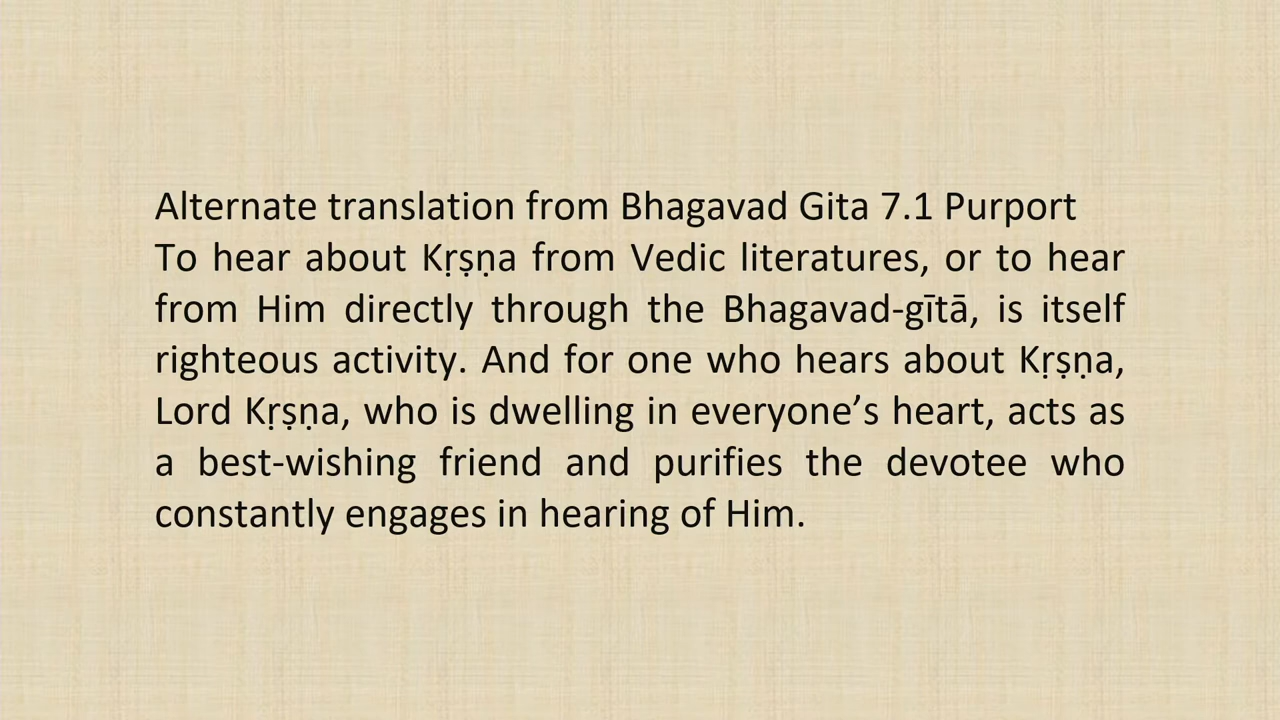 Alternate translation from Bhagavad Gita 7.1 Purport
To hear about Kṛṣṇa from Vedic literatures, or to hear
from Him directly through the Bhagavad-gītā, is itself
righteous activity. And for one who hears about Kṛṣṇa,
Lord Kṛṣṇa, who is dwelling in everyone’s heart, acts as
a best-wishing friend and purifies the devotee who
constantly engages in hearing of Him.